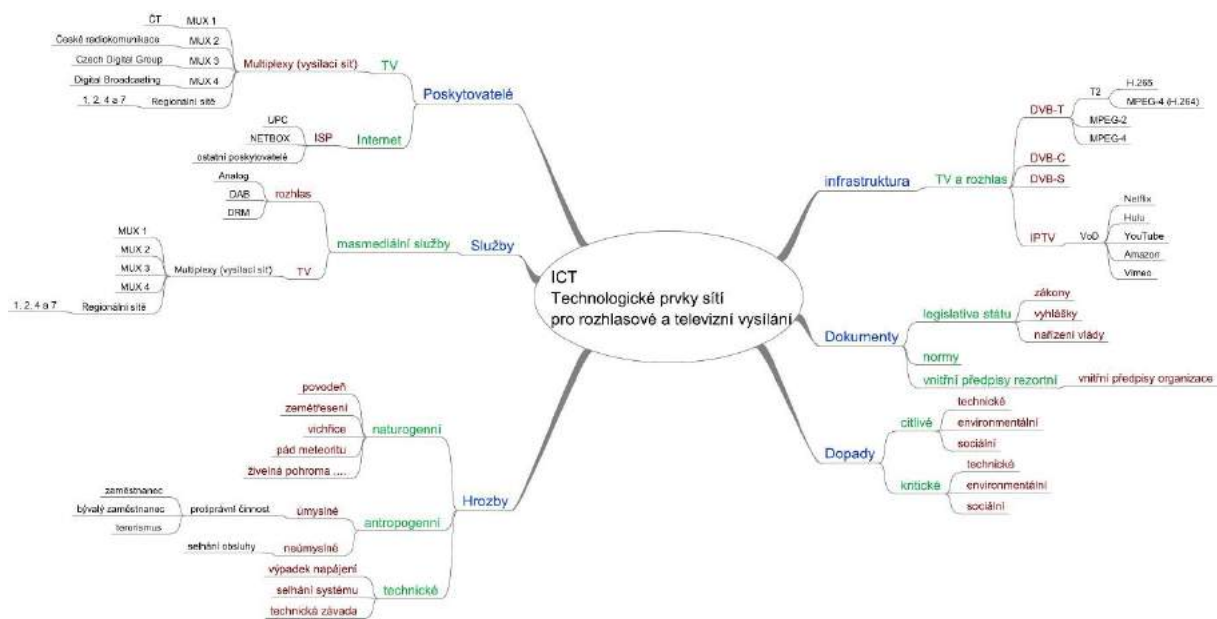 ICT
Technologické prvky sítí
pro rozhlasové a televizní vysílání
Poskytovatelé
TV
Multiplexy (vysílací síť)
ČT
MUX 1
České radiokomunikace
MUX 2
Czech Digital Group
MUX 3
Digital Broadcasting
MUX 4
1, 2, 4 a 7
Regionální sítě
Internet
ISP
UPC
NETBOX
ostatní poskytovatelé
Služby
masmediální služby
rozhlas
Analog
DAB
DRM
TV
Multiplexy (vysílací síť)
MUX 1
MUX 2
MUX 3
MUX 4
1, 2, 4 a 7
Regionální sítě
Hrozby
naturogenní
povodeň
zemětřesení
vichřice
pád meteoritu
živelná pohroma ....
antropogenní
úmyslné
prošprávní činnost
zaměstnanec
bývalý zaměstnanec
terorismus
neúmyslné
selhání obsluhy
technické
výpadek napájení
selhání systému
technická závada
infrastruktura
TV a rozhlas
DVB-T
T2
H.265
MPEG-4 (H.264)
MPEG-2
MPEG-4
DVB-C
DVB-S
IPTV
VoD
Netflix
Hulu
YouTube
Amazon
Vimeo
Dokumenty
legislativa státu
zákony
vyhlášky
nařízení vlády
normy
vnitřní předpisy rezortní
vnitřní předpisy organizace
Dopady
citlivé
technické
environmentální
sociální
kritické
technické
environmentální
sociální